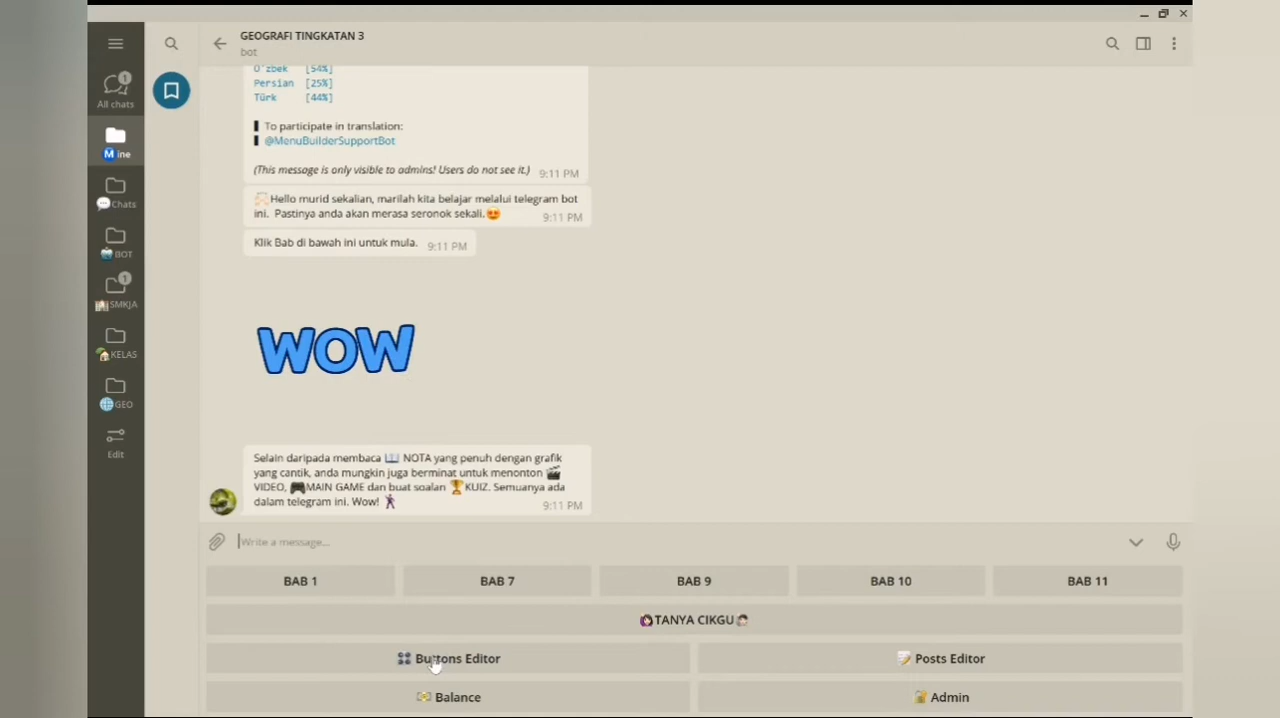 GEOGRAFI TINGKATAN 3
bot
1
All chats
M ine
Chats
BOT
1
SMKJA
KELAS
GEO
Edit
O'zbek [54%]
Persian [25%]
Türk [44%]
To participate in translation:
@MenuBuilderSupportBot
(This message is only visible to admins! Users do not see it.) 9:11 PM
Hello murid sekalian, marilah kita belajar melalui telegram bot
ini. Pastinya anda akan merasa seronok sekali. 9:11 PM
Klik Bab di bawah ini untuk mula. 9:11 PM
WOW
Selain daripada membaca NOTA yang penuh dengan grafik
yang cantik, anda mungkin juga berminat untuk menonton
VIDEO, MAIN GAME dan buat soalan KUIZ. Semuanya ada
dalam telegram ini. Wow! 9:11 PM
Write a message...
BAB 1 BAB 7 BAB 9 BAB 10 BAB 11
TANYA CIKGU
Buttons Editor Posts Editor
Balance Admin